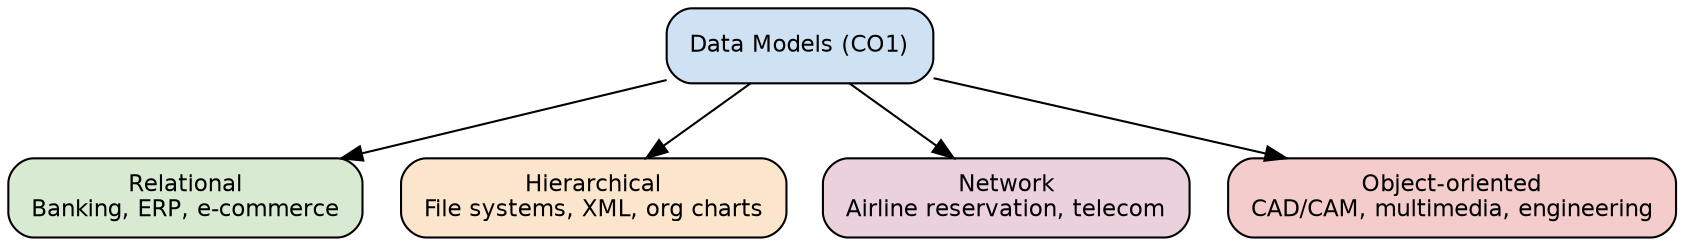 Data Models (CO1)
Relational
Banking, ERP, e-commerce
Hierarchical
File systems, XML, org charts
Network
Airline reservation, telecom
Object-oriented
CAD/CAM, multimedia, engineering